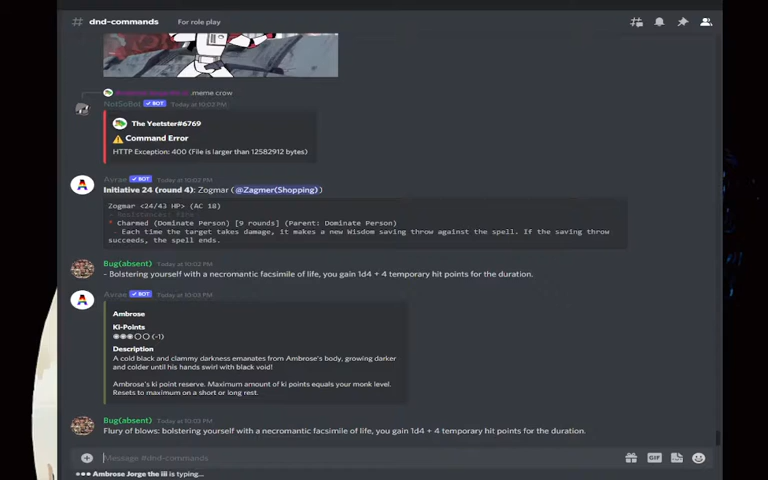 dnd-commands For role play
.meme crow
NotSoBot BOT Today at 10:02 PM
The Yeetster#6769
Command Error
HTTP Exception: 400 (File is larger than 12582912 bytes)
Avrae BOT Today at 10:02 PM
Initiative 24 (round 4): Zogmar (@Zagmer(Shopping))
Zogmar <24/43 HP> (AC 18)
* Charmed (Dominate Person) [9 rounds] (Parent: Dominate Person)
- Each time the target takes damage, it makes a new Wisdom saving throw against the spell. If the saving throw
succeeds, the spell ends.
Bug(absent) Today at 10:02 PM
- Bolstering yourself with a necromantic facsimile of life, you gain 1d4 + 4 temporary hit points for the duration.
Avrae BOT Today at 10:03 PM
Ambrose
Ki-Points
(-1)
Description
A cold black and clammy darkness emanates from Ambrose's body, growing darker
and colder until his hands swirl with black void!
Ambrose's ki point reserve. Maximum amount of ki points equals your monk level.
Resets to maximum on a short or long rest.
Bug(absent) Today at 10:03 PM
Flury of blows: bolstering yourself with a necromantic facsimile of life, you gain 1d4 + 4 temporary hit points for the duration.
Message #dnd-commands
GIF
Ambrose Jorge the iii is typing...